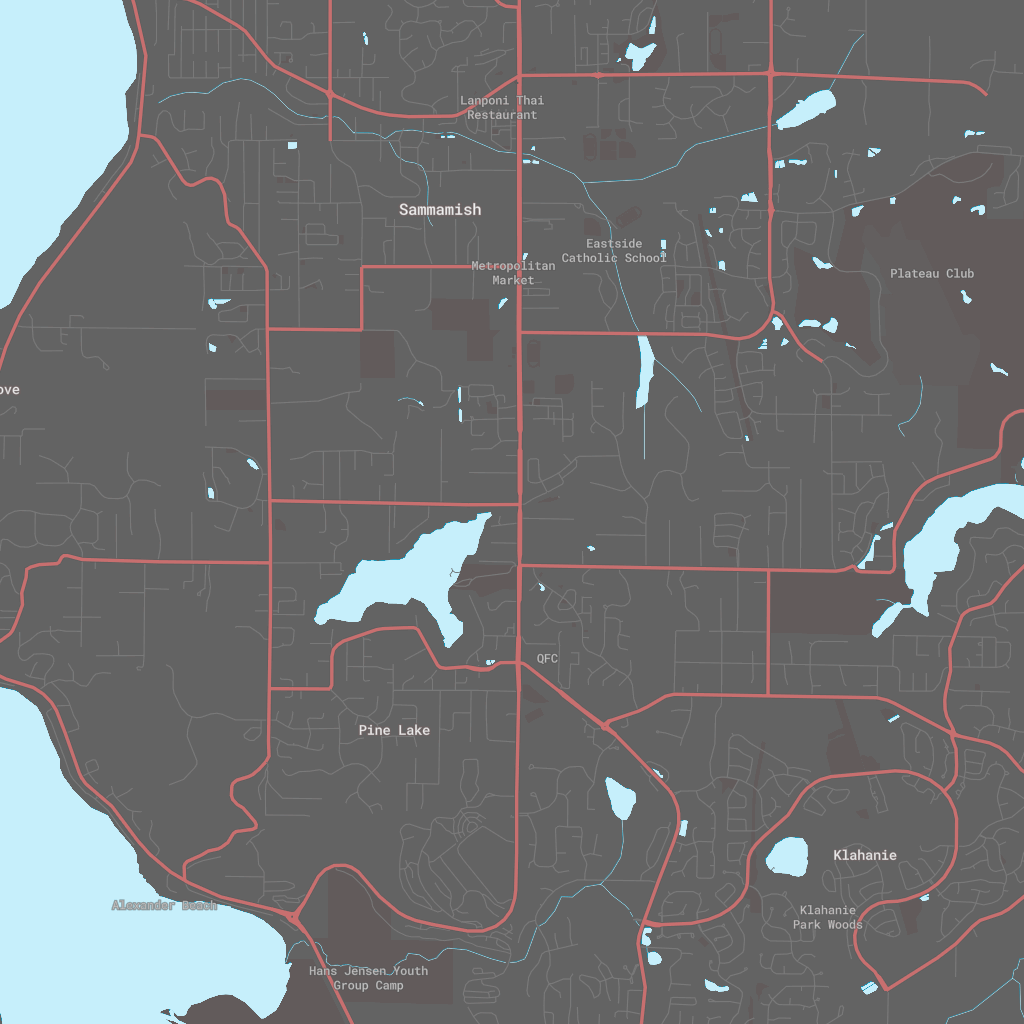 Lanponi Thai
Restaurant
Sammamish
Eastside
Catholic School
Metropolitan
Market
Plateau Club
ove
QFC
Pine Lake
Klahanie
Alexander Beach
Klahanie
Park Woods
Hans Jensen Youth
Group Camp